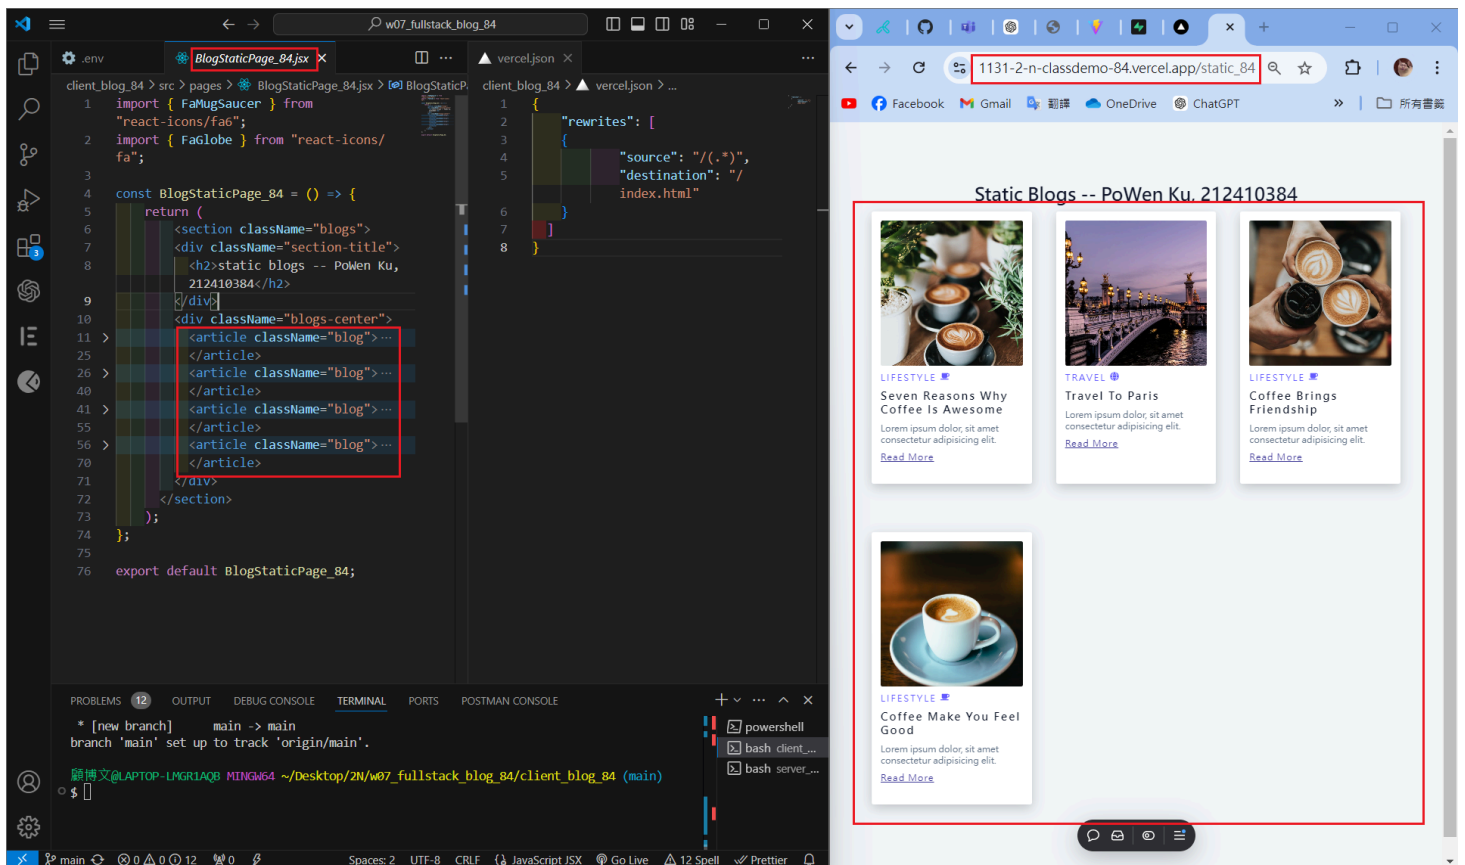 w07_fullstack_blog_84
.env
BlogStaticPage_84.jsx
vercel.json
client_blog_84 > src > pages > BlogStaticPage_84.jsx > BlogStaticP
client_blog_84 > vercel.json > ...
1 import { FaMugSaucer } from
"react-icons/fa6";
2 import { FaGlobe } from "react-icons/
fa";
3
4 const BlogStaticPage_84 = () => {
5 return (
6 <section className="blogs">
7 <div className="section-title">
8 <h2>static blogs -- PoWen Ku,
212410384</h2>
9 </div>
10 <div className="blogs-center">
11 <article className="blog">...
25 </article>
26 <article className="blog">...
40 </article>
41 <article className="blog">...
55 </article>
56 <article className="blog">...
70 </article>
71 </div>
72 </section>
73 );
74 };
75
76 export default BlogStaticPage_84;
1 {
2 "rewrites": [
3 {
4 "source": "/(.*)",
5 "destination": "/
index.html"
6 }
7 ]
8 }
3
PROBLEMS 12 OUTPUT DEBUG CONSOLE TERMINAL PORTS POSTMAN CONSOLE
* [new branch] main -> main
branch 'main' set up to track 'origin/main'.
顧博文@LAPTOP-LMGR1AQB MINGW64 ~/Desktop/2N/w07_fullstack_blog_84/client_blog_84 (main)
$
powershell
bash client_...
bash server_...
main 0 0 12 0 Spaces: 2 UTF-8 CRLF JavaScript JSX Go Live 12 Spell Prettier
1131-2-n-classdemo-84.vercel.app/static_84
Facebook Gmail 翻譯 OneDrive ChatGPT » 所有書籤
Static Blogs -- PoWen Ku, 212410384
LIFESTYLE
Seven Reasons Why
Coffee Is Awesome
Lorem ipsum dolor, sit amet
consectetur adipisicing elit.
Read More
TRAVEL
Travel To Paris
Lorem ipsum dolor, sit amet
consectetur adipisicing elit.
Read More
LIFESTYLE
Coffee Brings
Friendship
Lorem ipsum dolor, sit amet
consectetur adipisicing elit.
Read More
LIFESTYLE
Coffee Make You Feel
Good
Lorem ipsum dolor, sit amet
consectetur adipisicing elit.
Read More